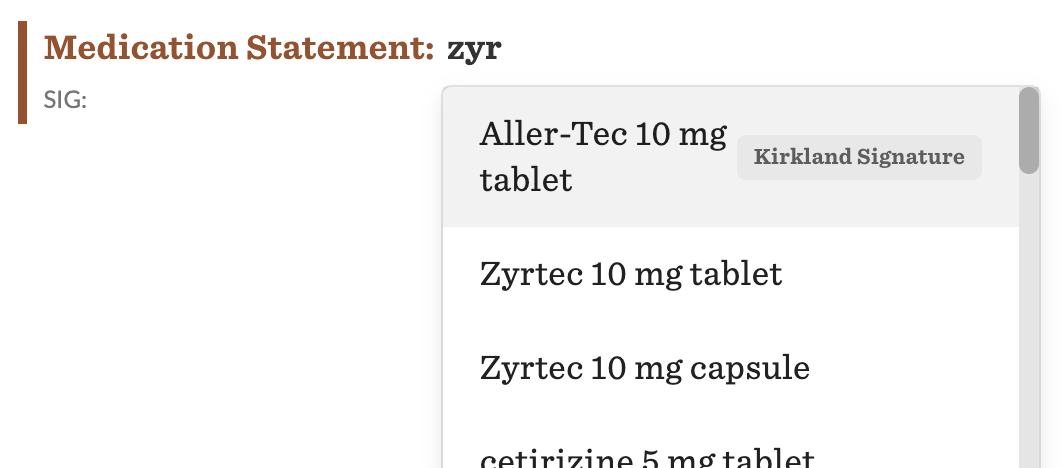 Medication Statement: zyr
SIG:
Aller-Tec 10 mg
tablet
Kirkland Signature
Zyrtec 10 mg tablet
Zyrtec 10 mg capsule
cetirizine 5 mg tablet